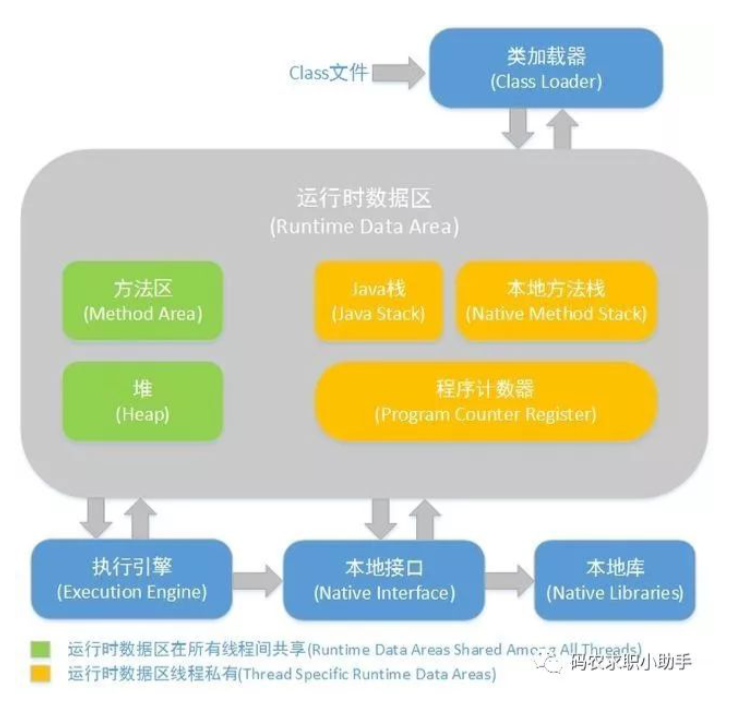 类加载器
Class文件
(Class Loader)
运行时数据区
(Runtime Data Area)
方法区
(Method Area)
Java栈
(Java Stack)
本地方法栈
(Native Method Stack)
堆
(Heap)
程序计数器
(Program Counter Register)
执行引擎
(Execution Engine)
本地接口
(Native Interface)
本地库
(Native Libraries)
运行时数据区在所有线程间共享(Runtime Data Areas Shared Among All Threads)
运行时数据区线程私有(Thread Specific Runtime Data Areas)
码农求职小助手